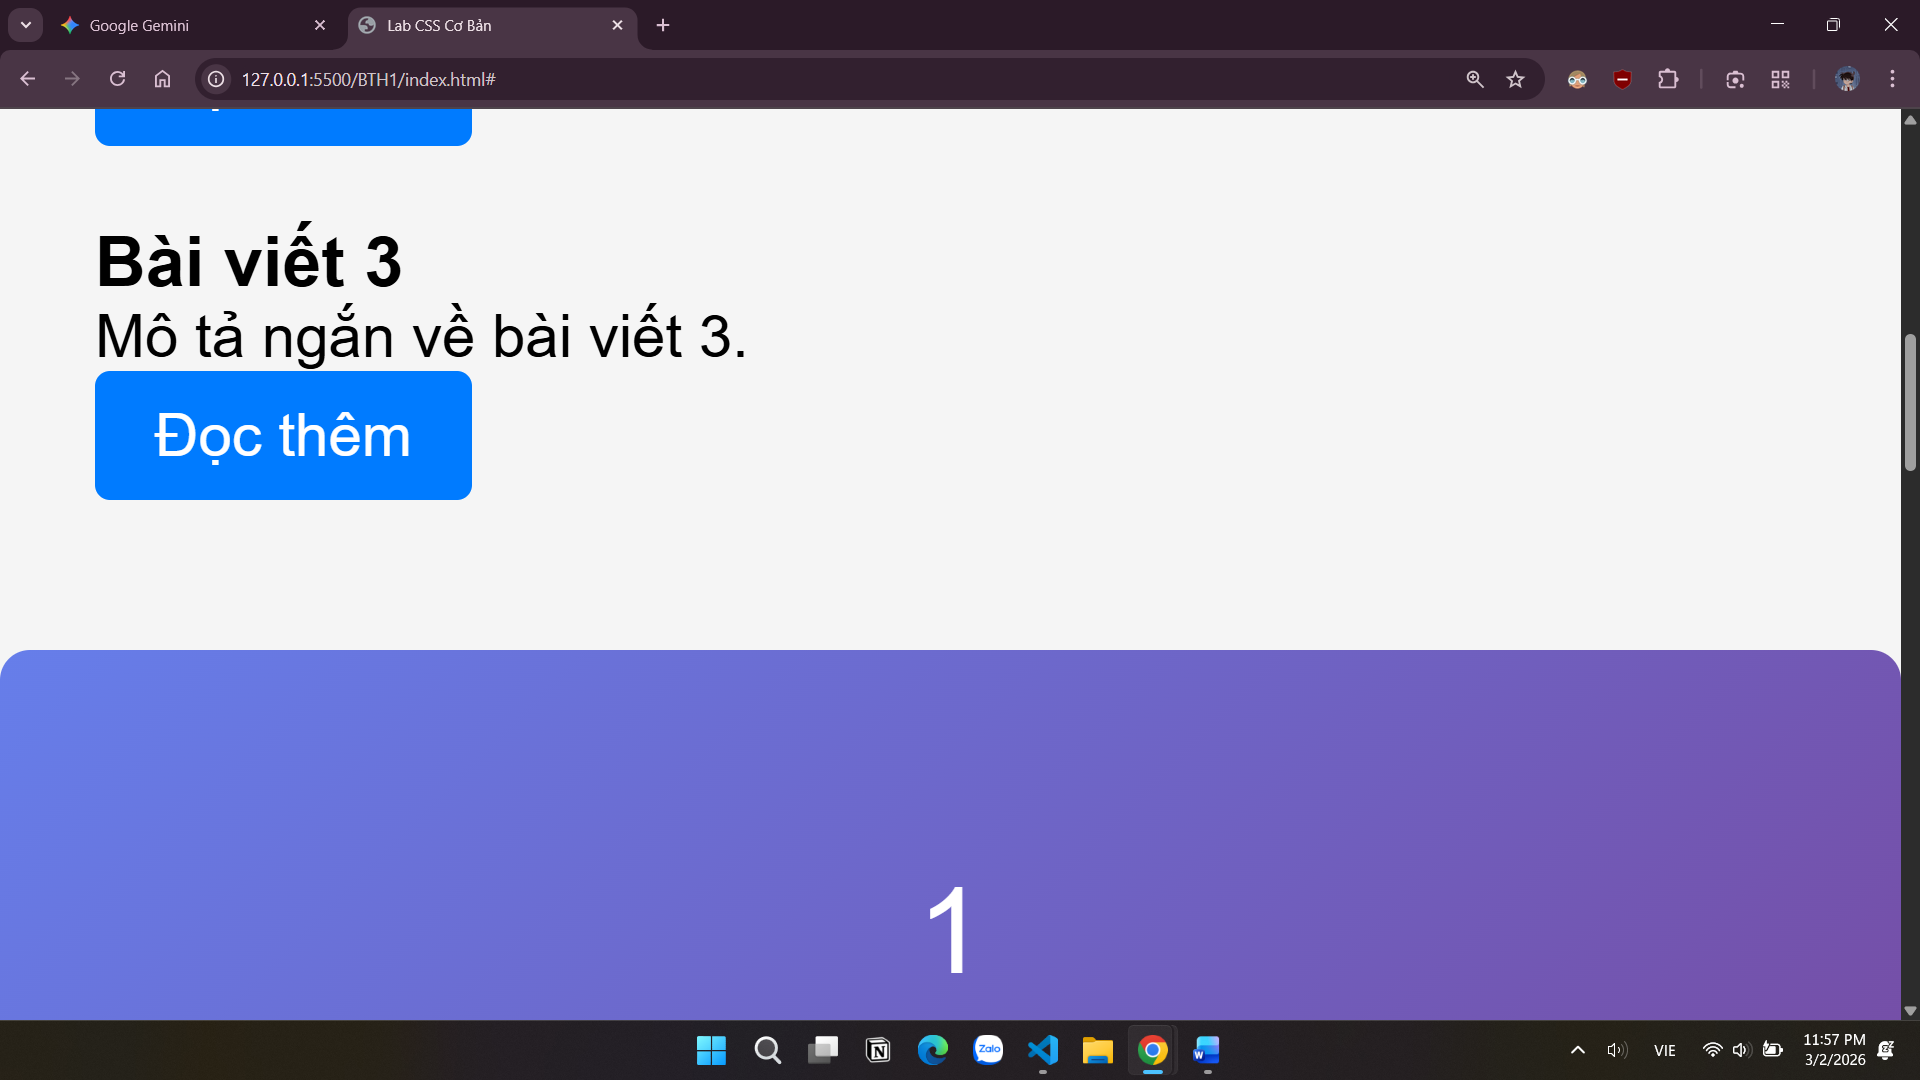 Google Gemini
Lab CSS Cơ Bản
127.0.0.1:5500/BTH1/index.html#
Bài viết 3
Mô tả ngắn về bài viết 3.
Đọc thêm
1
Zalo
VIE
11:57 PM
3/2/2026